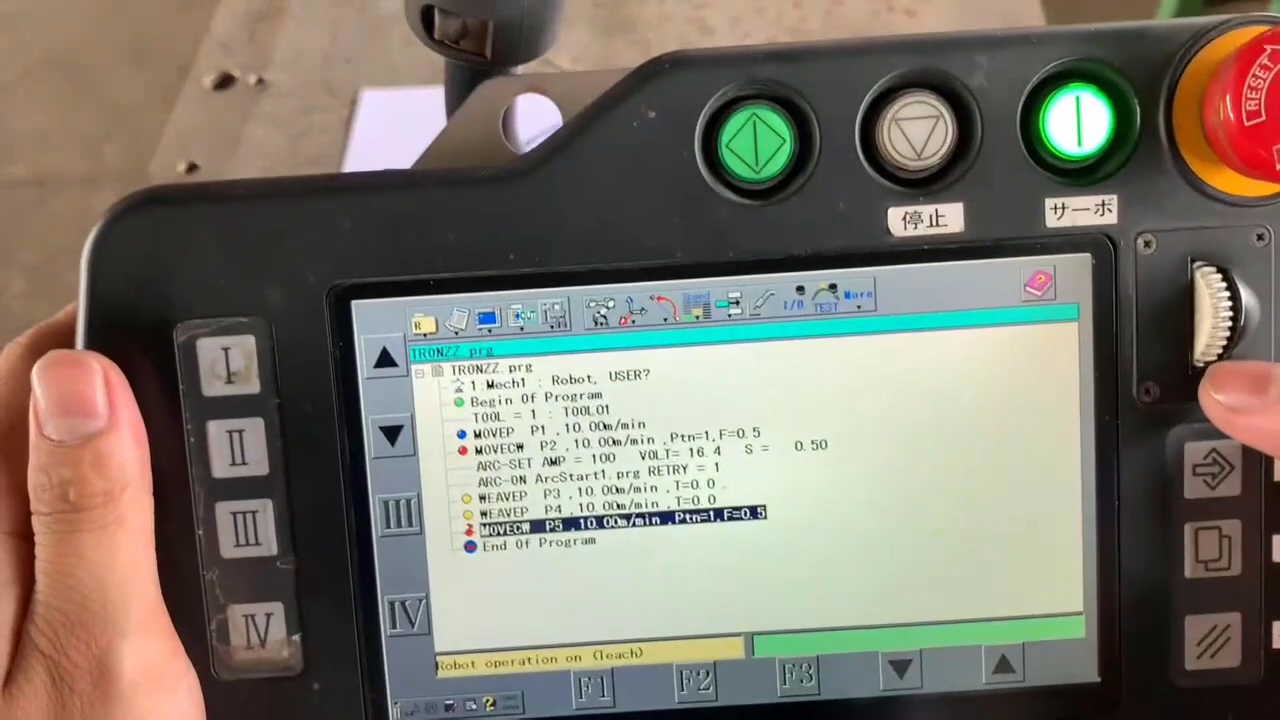 RESET
停止
サーボ
R
OUT
Speed
I/O
TEST
More
TRONZZ.prg
TRONZZ.prg
1:Mech1 : Robot, USER?
Begin Of Program
TOOL = 1 : TOOL01
MOVEP P1 ,10.00m/min
MOVECW P2 ,10.00m/min ,Ptn=1,F=0.5
ARC-SET AMP = 100 VOLT= 16.4 S = 0.50
ARC-ON ArcStart1.prg RETRY = 1
WEAVEP P3 ,10.00m/min ,T=0.0
WEAVEP P4 ,10.00m/min ,T=0.0
MOVECW P5 ,10.00m/min ,Ptn=1,F=0.5
End Of Program
Robot operation on (Teach)
I
II
III
IV
III
IV
F1
F2
F3